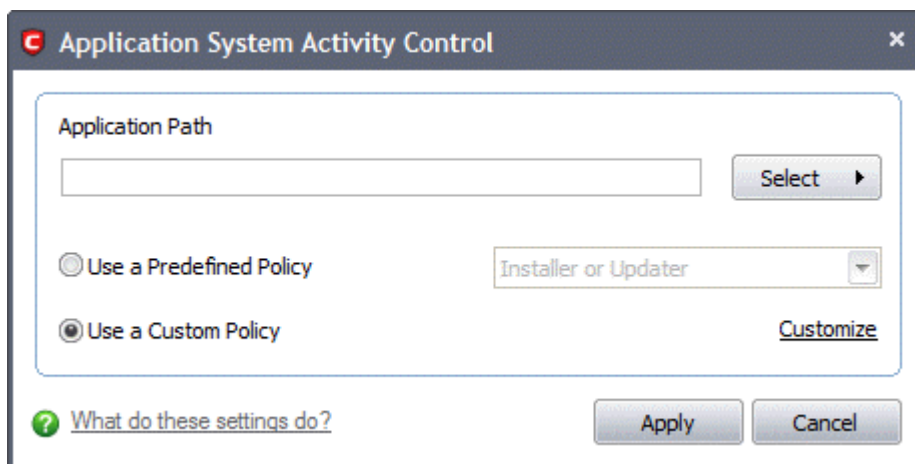 Application System Activity Control
Application Path
Select
Use a Predefined Policy Installer or Updater
Use a Custom Policy Customize
What do these settings do? Apply Cancel